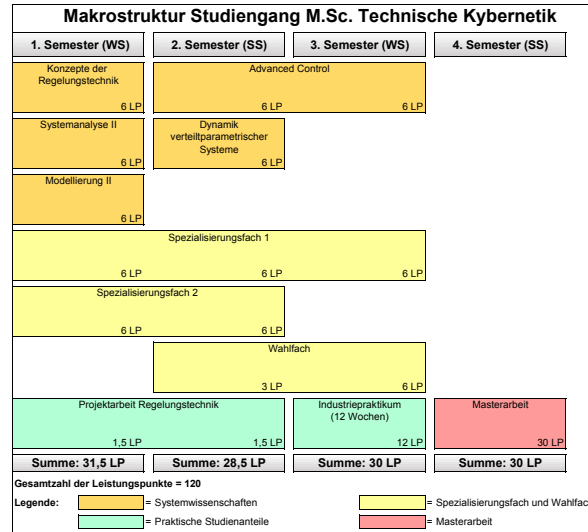 Makrostruktur Studiengang M.Sc. Technische Kybernetik
1. Semester (WS) 2. Semester (SS) 3. Semester (WS) 4. Semester (SS)
Konzepte der
Regelungstechnik
6 LP
Advanced Control
6 LP 6 LP
Systemanalyse II
6 LP
Dynamik
verteiltparametrischer
Systeme
6 LP
Modellierung II
6 LP
Spezialisierungsfach 1
6 LP 6 LP 6 LP
Spezialisierungsfach 2
6 LP 6 LP
Wahlfach
3 LP 6 LP
Projektarbeit Regelungstechnik
1,5 LP 1,5 LP
Industriepraktikum
(12 Wochen)
12 LP
Masterarbeit
30 LP
Summe: 31,5 LP Summe: 28,5 LP Summe: 30 LP Summe: 30 LP
Gesamtzahl der Leistungspunkte = 120
Legende: = Systemwissenschaften = Spezialisierungsfach und Wahlfac
= Praktische Studienanteile = Masterarbeit